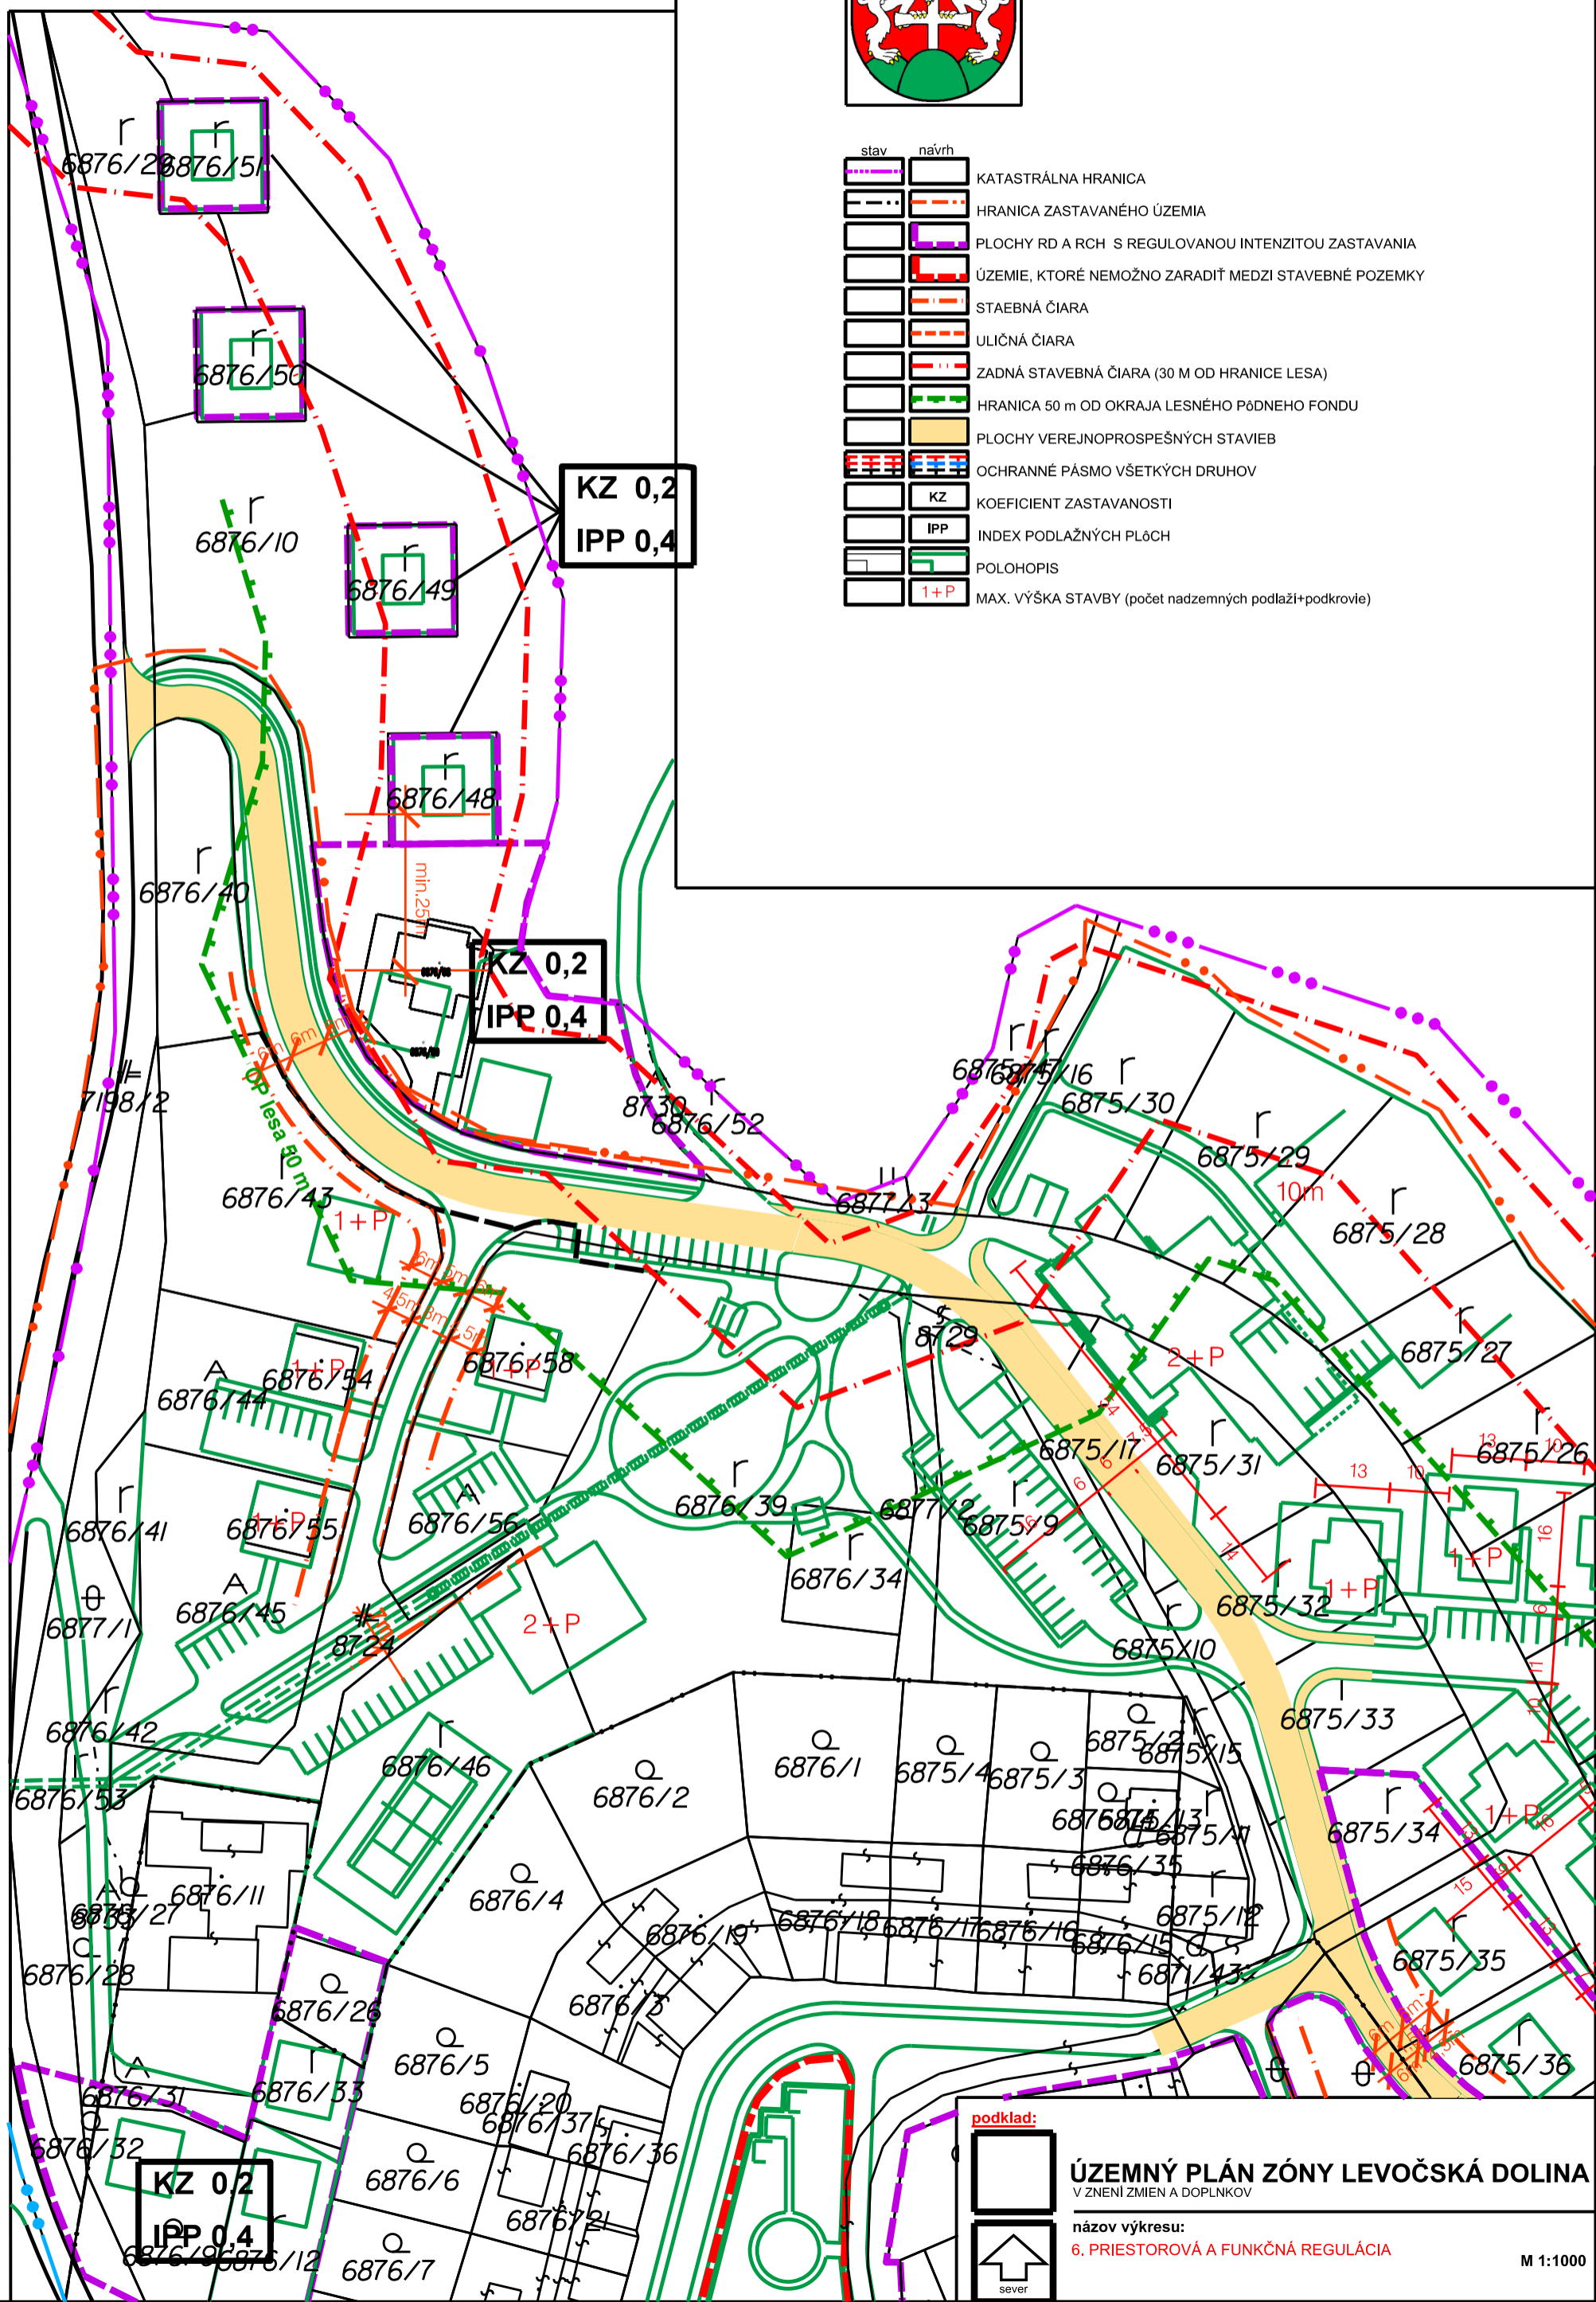 stav návrh
KATASTRÁLNA HRANICA
HRANICA ZASTAVANÉHO ÚZEMIA
PLOCHY RD A RCH S REGULOVANOU INTENZITOU ZASTAVANIA
ÚZEMIE, KTORÉ NEMOŽNO ZARADIŤ MEDZI STAVEBNÉ POZEMKY
STAEBNÁ ČIARA
ULIČNÁ ČIARA
ZADNÁ STAVEBNÁ ČIARA (30 M OD HRANICE LESA)
HRANICA 50 m OD OKRAJA LESNÉHO PôDNEHO FONDU
PLOCHY VEREJNOPROSPEŠNÝCH STAVIEB
OCHRANNÉ PÁSMO VŠETKÝCH DRUHOV
KZ KOEFICIENT ZASTAVANOSTI
IPP INDEX PODLAŽNÝCH PLôCH
POLOHOPIS
1+P MAX. VÝŠKA STAVBY (počet nadzemných podlaží+podkrovie)
r r
6876/51
r
6876/50
KZ 0,2
IPP 0,4
r
6876/10
r
6876/49
r
6876/48
r
6876/40
KZ 0,2
IPP 0,4
7198/2
OP lesa 50 m
8730
r
6876/52
6875/16
r
6875/30
r
6875/29
10m
r
6875/28
r
6876/43
1+P
6877/3
r
6875/27
8729
2+P
6876/44
6876/54
1+P
6876/58
r
6875/26
6875/17
r
6875/31
r
6876/39
6877/2
r
6875/9
r
6876/41
6876/55
1+P
6876/56
13 10
16
14
r
6876/34
1+P
6875/32
1+P
6877/1
6876/45
8724
2+P
r
6875/10
r
6876/42
6875/33
6876/53
r
6876/46
6876/2
6876/1
6875/4
6875/3
6875/15
r
6875/34
1+P
6876/11
6876/4
6876/35
r
6875/12
6876/19
6876/18
6876/17
6876/16
6876/15
6871/43
r
6875/35
6876/28
6876/26
6876/3
6876/5
r
6876/33
6876/31
6876/20
6876/37
6876/36
r
6875/36
6876/32
6876/6
KZ 0,2
IPP 0,4
6876/9
6876/12
6876/7
6876/21
podklad:
ÚZEMNÝ PLÁN ZÓNY LEVOČSKÁ DOLINA
V ZNENÍ ZMIEN A DOPLNKOV
názov výkresu:
6. PRIESTOROVÁ A FUNKČNÁ REGULÁCIA
M 1:1000
sever